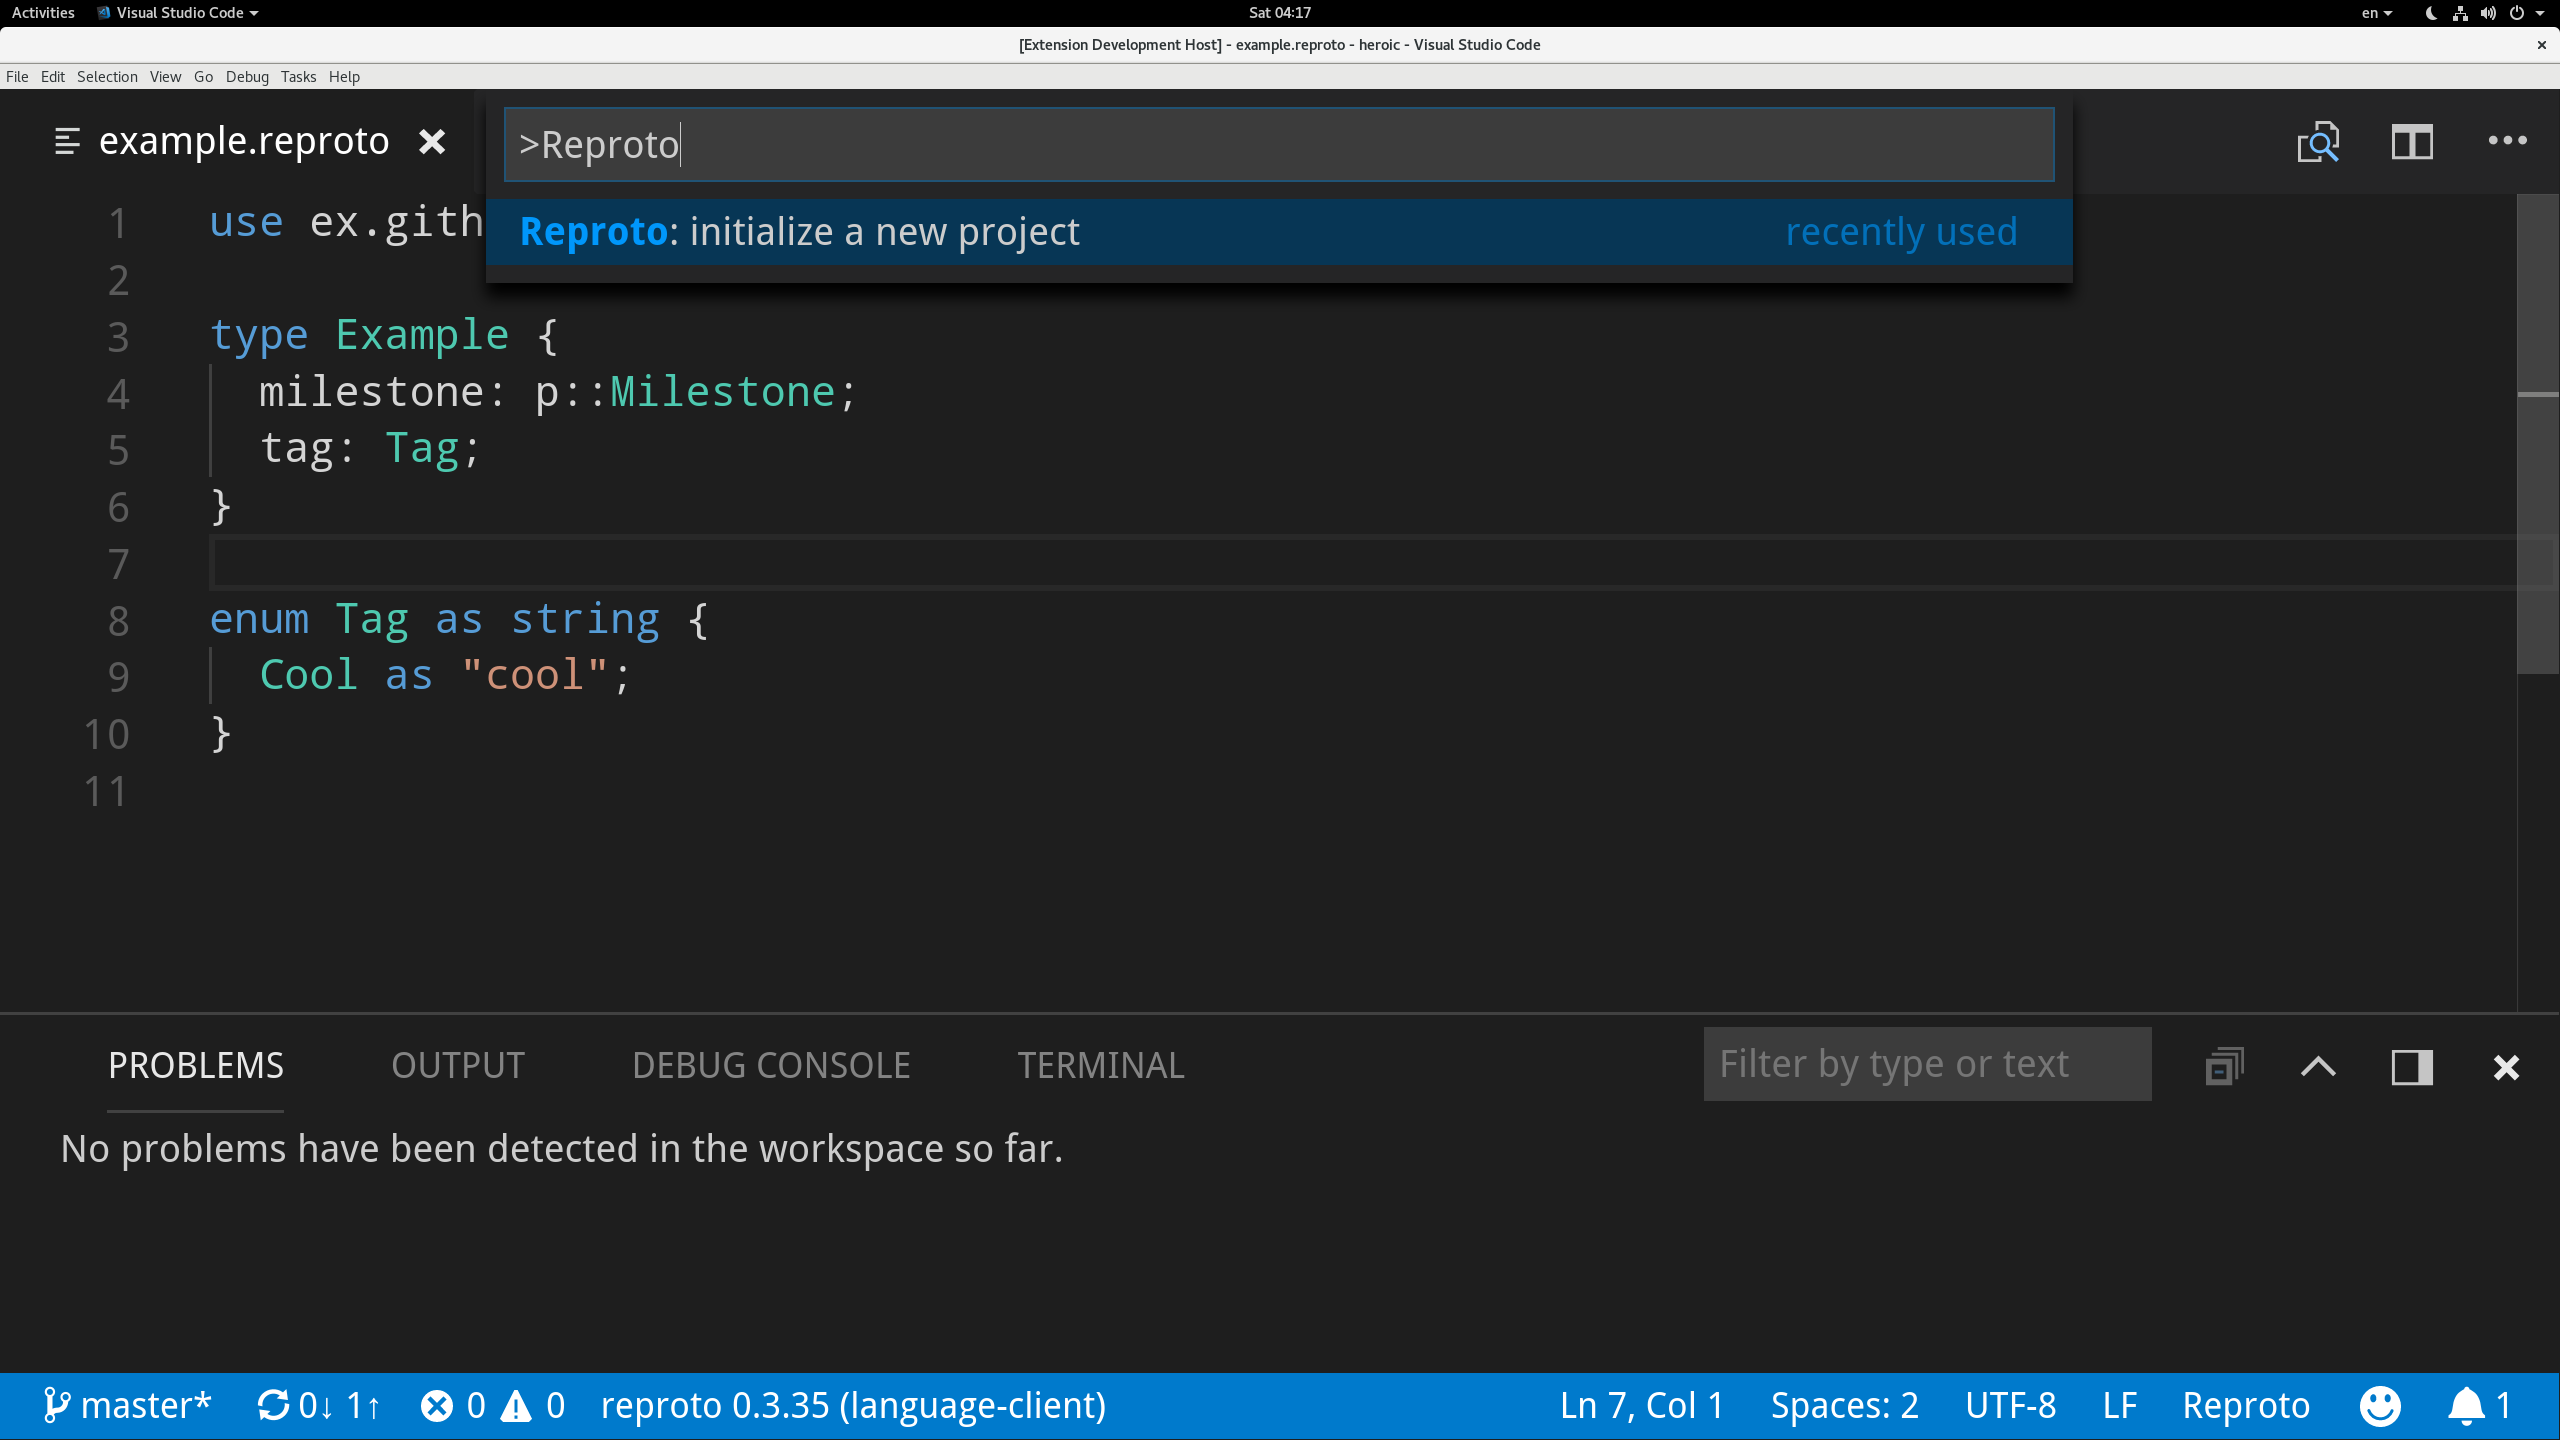 Activities Visual Studio Code Sat 04:17 en
[Extension Development Host] - example.reproto - heroic - Visual Studio Code
File Edit Selection View Go Debug Tasks Help
example.reproto
>Reproto
Reproto: initialize a new project recently used
1 use ex.gith
2
3 type Example {
4 milestone: p::Milestone;
5 tag: Tag;
6 }
7
8 enum Tag as string {
9 Cool as "cool";
10 }
11
PROBLEMS OUTPUT DEBUG CONSOLE TERMINAL Filter by type or text
No problems have been detected in the workspace so far.
master* 0↓ 1↑ 0 0 reproto 0.3.35 (language-client) Ln 7, Col 1 Spaces: 2 UTF-8 LF Reproto 1